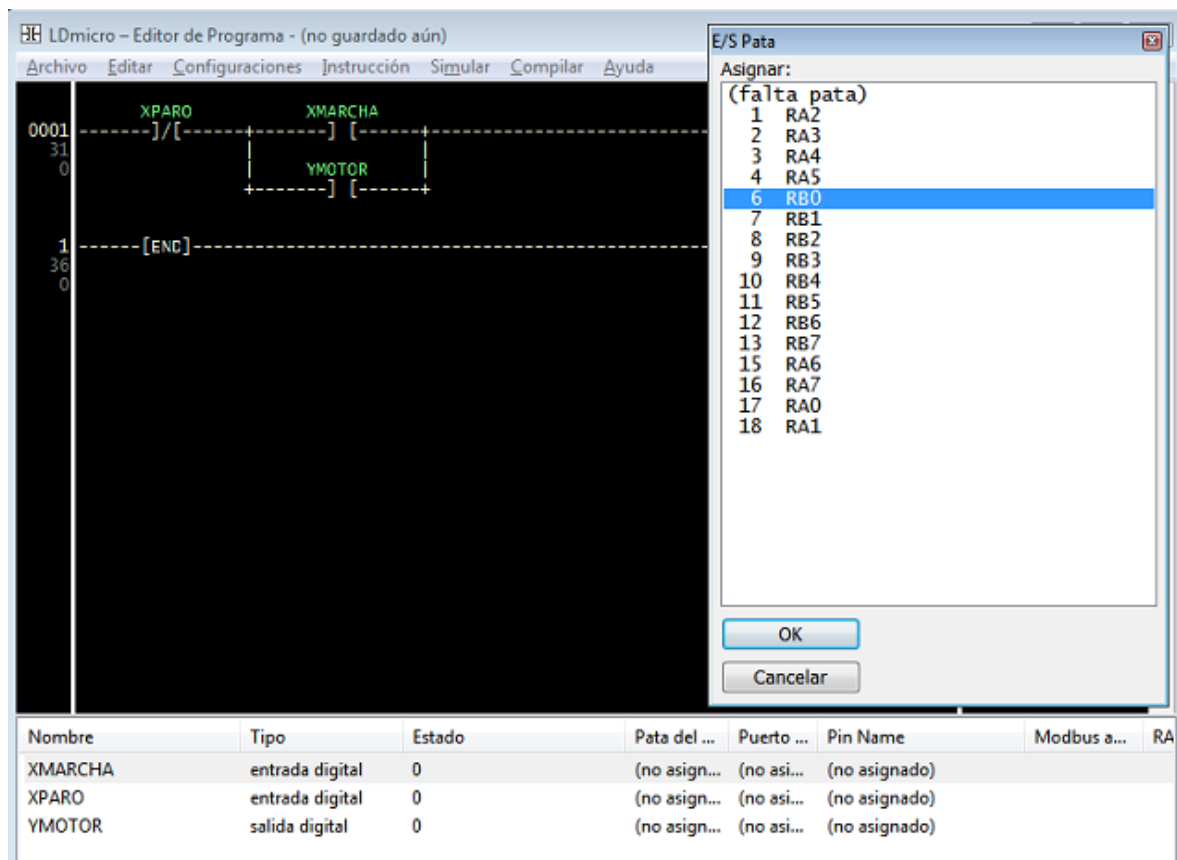 LDmicro – Editor de Programa - (no guardado aún)
Archivo Editar Configuraciones Instrucción Simular Compilar Ayuda
XPARO XMARCHA
0001 -------]/[------+-------] [------+----------------------
31
0 YMOTOR
+-------] [------+
1 ------[END]----------------------------------------
36
0
E/S Pata
Asignar:
(falta pata)
1 RA2
2 RA3
3 RA4
4 RA5
6 RB0
7 RB1
8 RB2
9 RB3
10 RB4
11 RB5
12 RB6
13 RB7
15 RA6
16 RA7
17 RA0
18 RA1
OK
Cancelar
Nombre Tipo Estado Pata del ... Puerto ... Pin Name Modbus a... RA
XMARCHA entrada digital 0 (no asign... (no asi... (no asignado)
XPARO entrada digital 0 (no asign... (no asi... (no asignado)
YMOTOR salida digital 0 (no asign... (no asi... (no asignado)